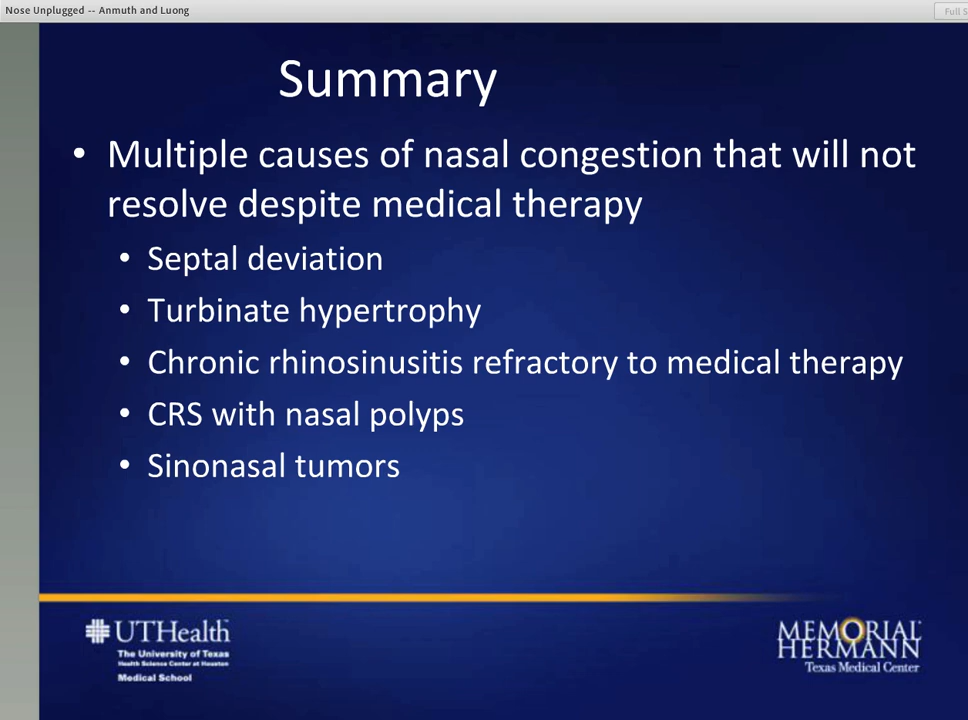 Nose Unplugged -- Anmuth and Luong
Full S
Summary
• Multiple causes of nasal congestion that will not
resolve despite medical therapy
• Septal deviation
• Turbinate hypertrophy
• Chronic rhinosinusitis refractory to medical therapy
• CRS with nasal polyps
• Sinonasal tumors
UTHealth
The University of Texas
Health Science Center at Houston
Medical School
MEMORIAL
HERMANN
Texas Medical Center